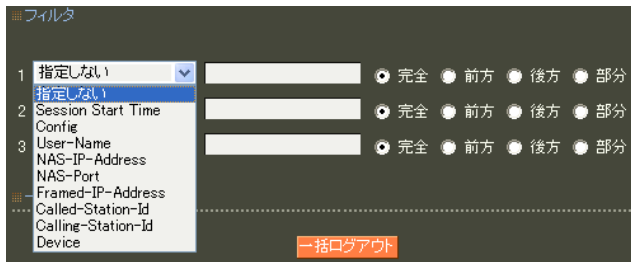 フィルタ
1 指定しない 完全 前方 後方 部分
指定しない
2 Session Start Time 完全 前方 後方 部分
Config
User-Name
3 NAS-IP-Address 完全 前方 後方 部分
NAS-Port
Framed-IP-Address
Called-Station-Id
Calling-Station-Id
Device
一括ログアウト